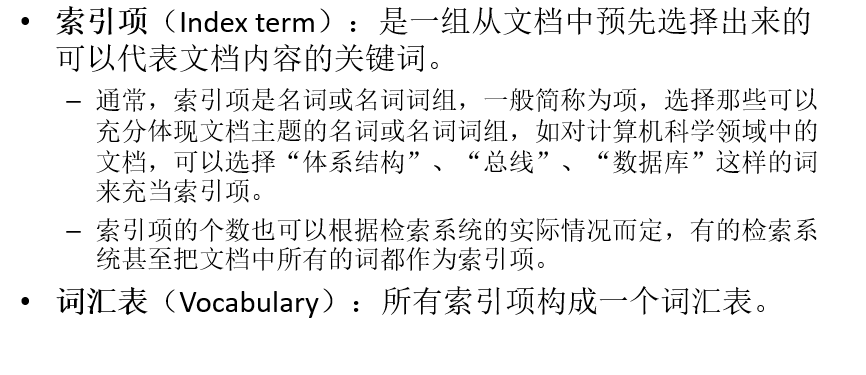 • 索引项（Index term）：是一组从文档中预先选择出来的
可以代表文档内容的关键词。
– 通常，索引项是名词或名词词组，一般简称为项，选择那些可以
充分体现文档主题的名词或名词词组，如对计算机科学领域中的
文档，可以选择“体系结构”、“总线”、“数据库”这样的词
来充当索引项。
– 索引项的个数也可以根据检索系统的实际情况而定，有的检索系
统甚至把文档中所有的词都作为索引项。
• 词汇表（Vocabulary）：所有索引项构成一个词汇表。